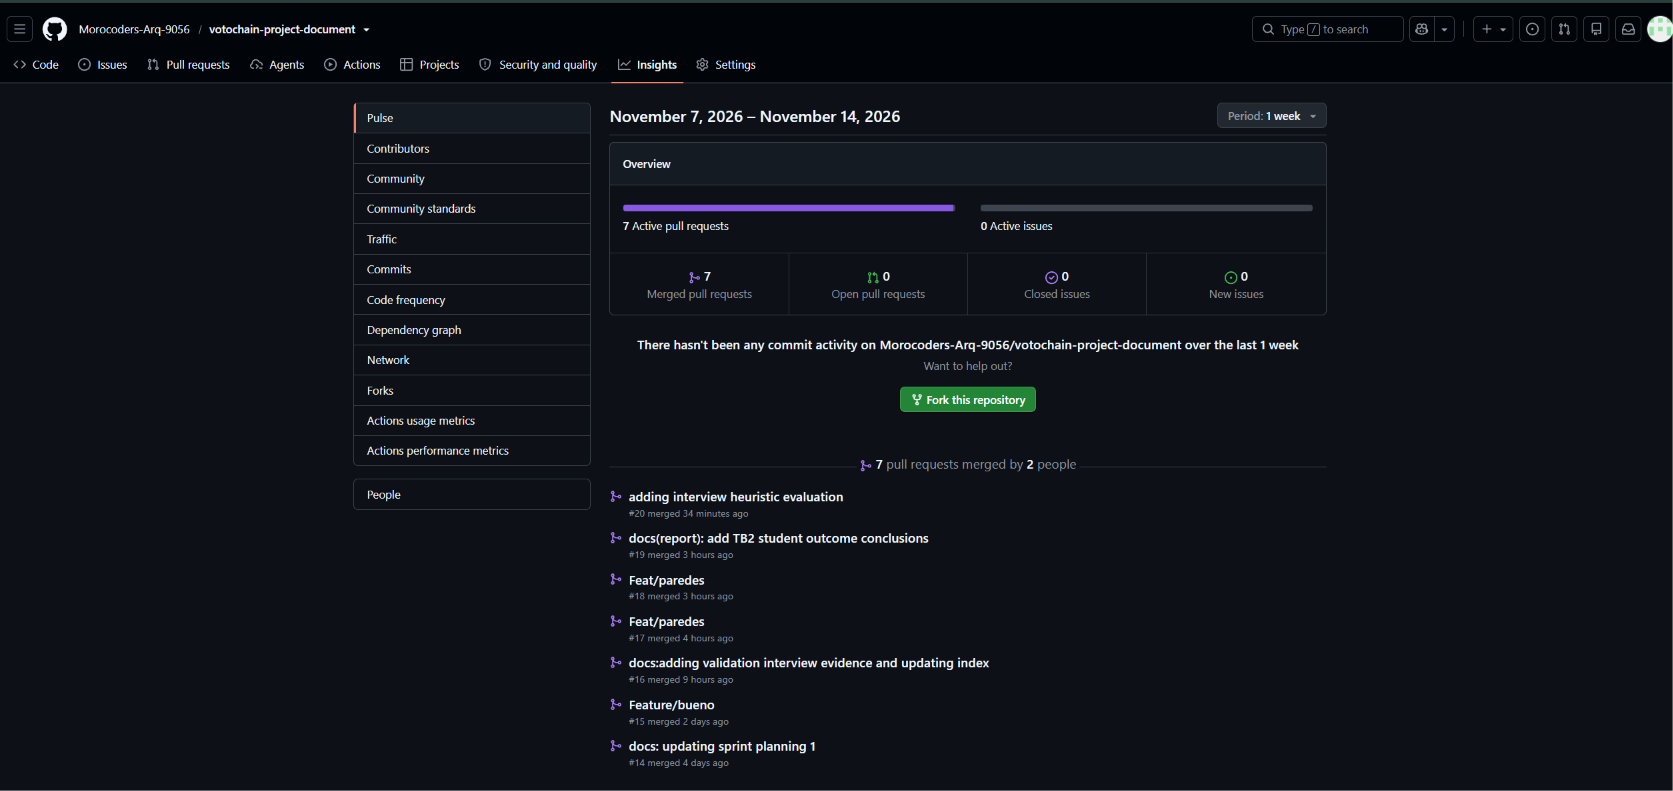 Morocoders-Arq-9056 / votochain-project-document
Type / to search
Code Issues Pull requests Agents Actions Projects Security and quality Insights Settings
Pulse
Contributors
Community
Community standards
Traffic
Commits
Code frequency
Dependency graph
Network
Forks
Actions usage metrics
Actions performance metrics
People
November 7, 2026 – November 14, 2026
Period: 1 week
Overview
7 Active pull requests
0 Active issues
7
Merged pull requests
0
Open pull requests
0
Closed issues
0
New issues
There hasn't been any commit activity on Morocoders-Arq-9056/votochain-project-document over the last 1 week
Want to help out?
Fork this repository
7 pull requests merged by 2 people
adding interview heuristic evaluation
#20 merged 34 minutes ago
docs(report): add TB2 student outcome conclusions
#19 merged 3 hours ago
Feat/paredes
#18 merged 3 hours ago
Feat/paredes
#17 merged 4 hours ago
docs:adding validation interview evidence and updating index
#16 merged 9 hours ago
Feature/bueno
#15 merged 2 days ago
docs: updating sprint planning 1
#14 merged 4 days ago